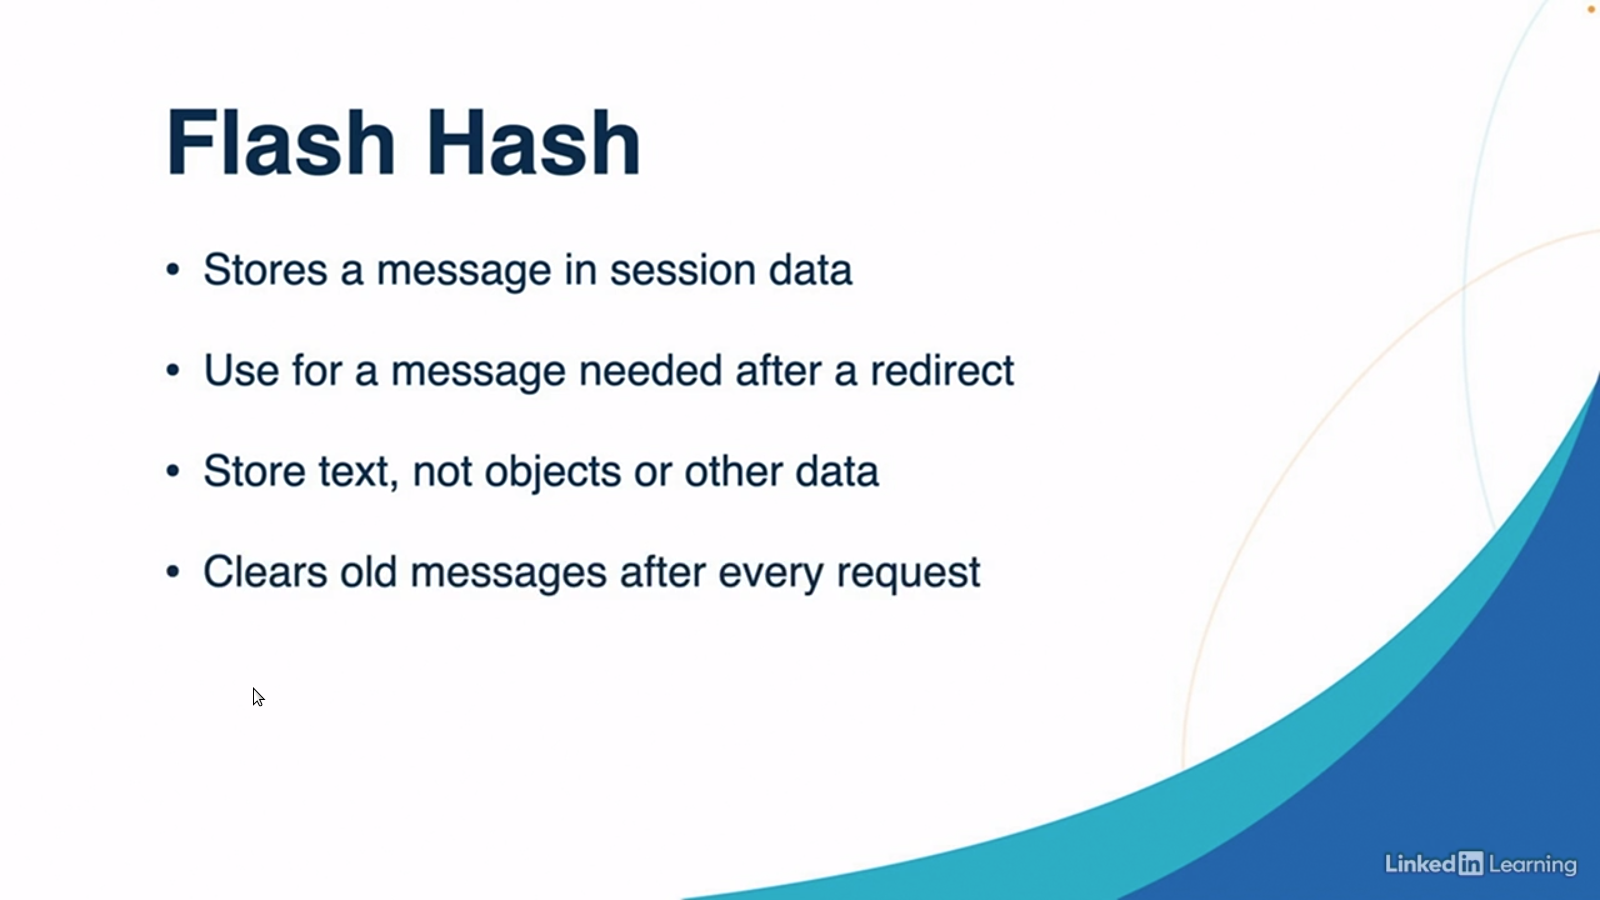 Flash Hash
• Stores a message in session data
• Use for a message needed after a redirect
• Store text, not objects or other data
• Clears old messages after every request
Linked in Learning